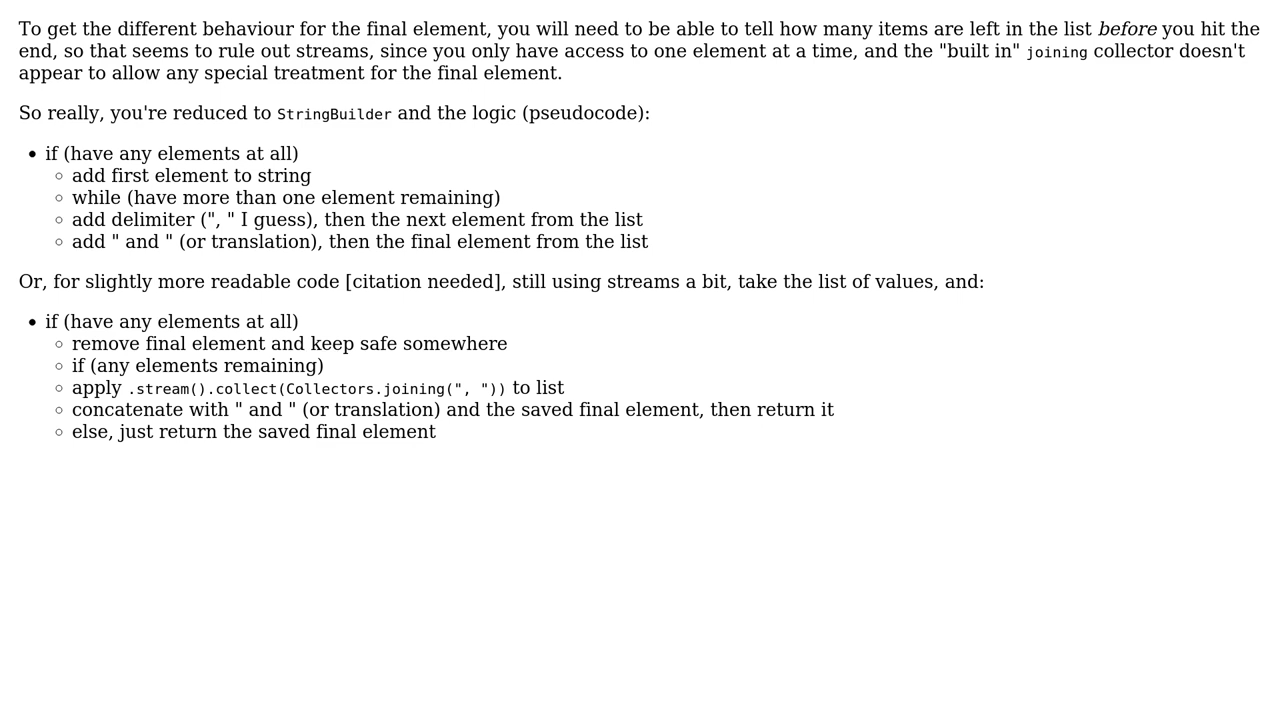 To get the different behaviour for the final element, you will need to be able to tell how many items are left in the list before you hit the
end, so that seems to rule out streams, since you only have access to one element at a time, and the "built in" joining collector doesn't
appear to allow any special treatment for the final element.
So really, you're reduced to StringBuilder and the logic (pseudocode):
• if (have any elements at all)
◦ add first element to string
◦ while (have more than one element remaining)
◦ add delimiter (", " I guess), then the next element from the list
◦ add " and " (or translation), then the final element from the list
Or, for slightly more readable code [citation needed], still using streams a bit, take the list of values, and:
• if (have any elements at all)
◦ remove final element and keep safe somewhere
◦ if (any elements remaining)
◦ apply .stream().collect(Collectors.joining(", ")) to list
◦ concatenate with " and " (or translation) and the saved final element, then return it
◦ else, just return the saved final element